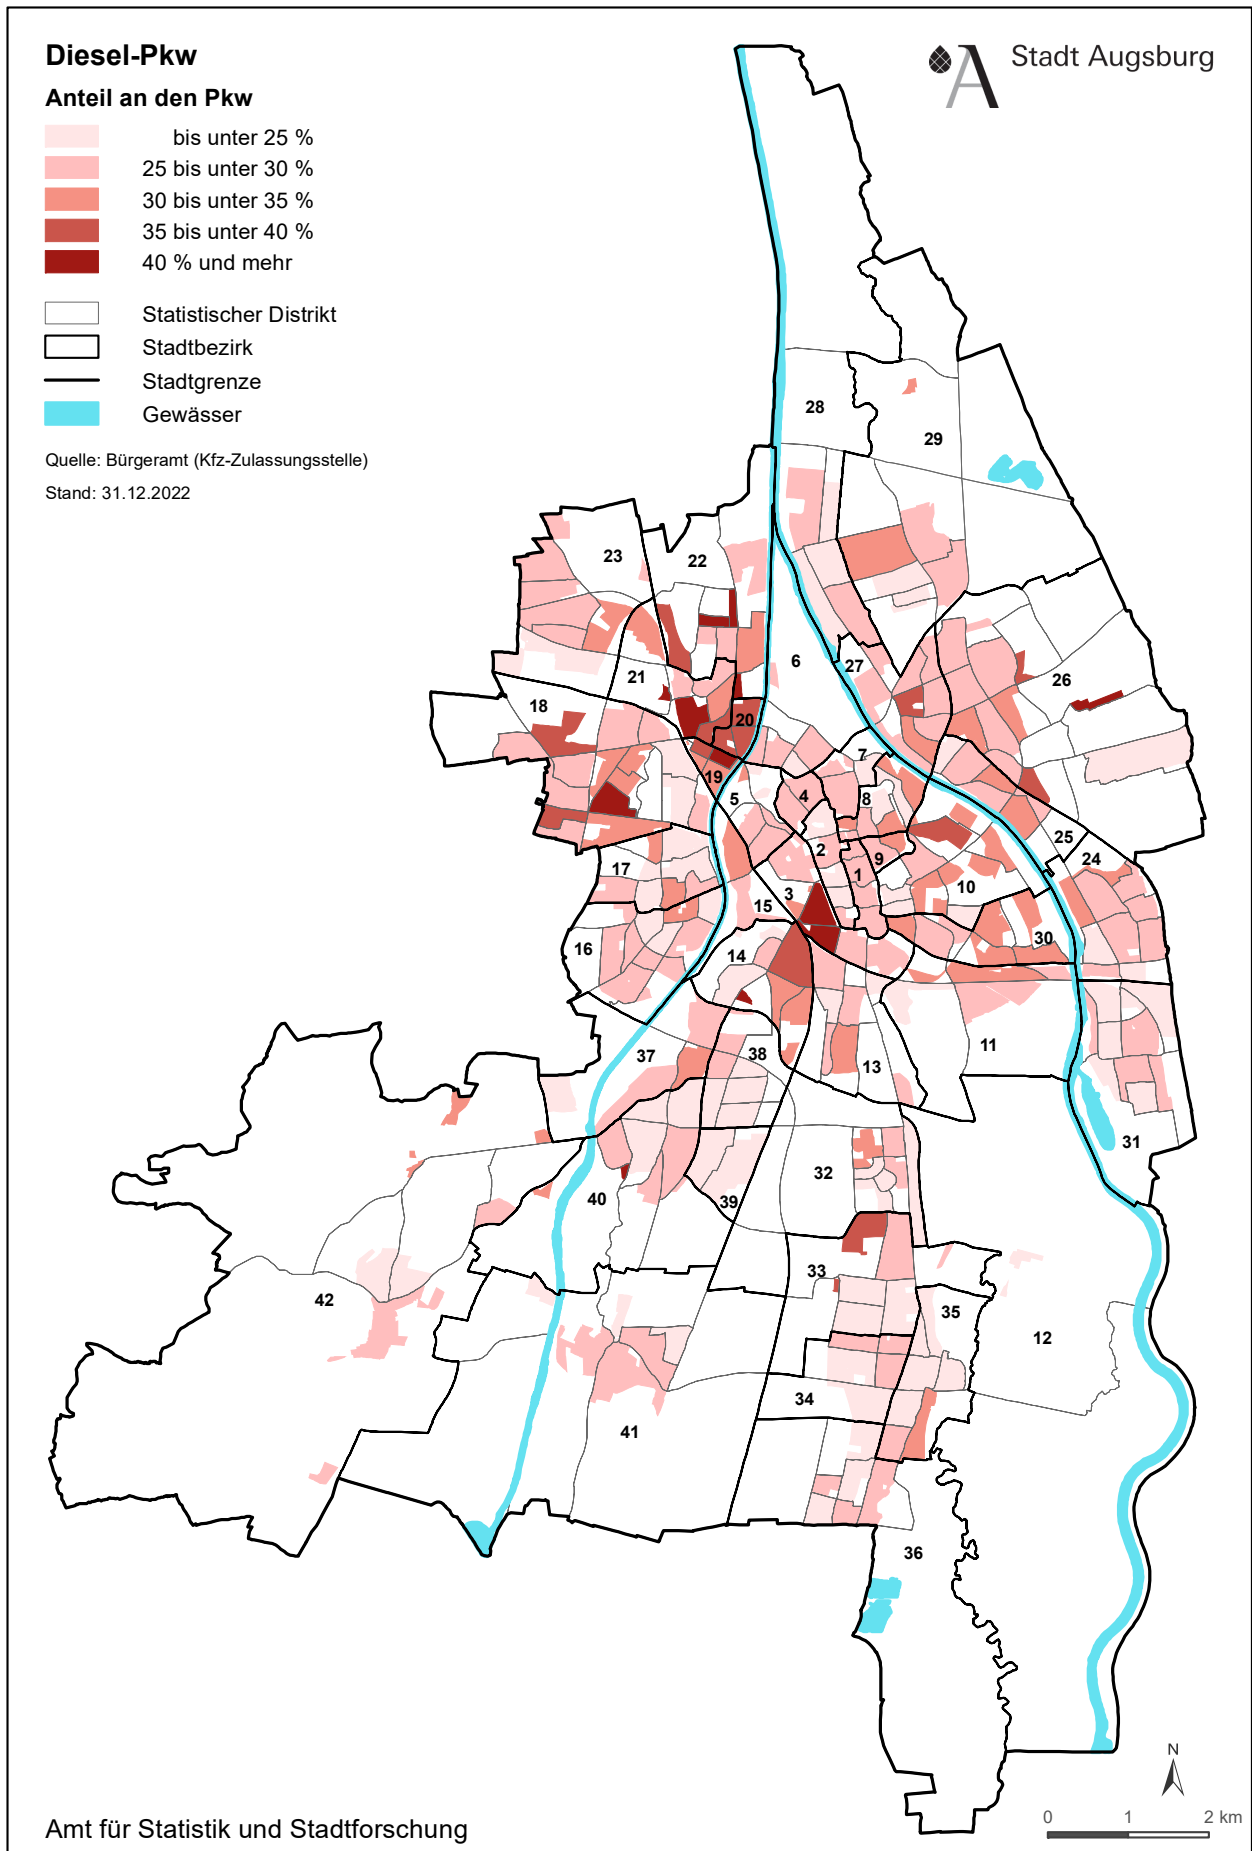 Diesel-Pkw
Anteil an den Pkw
bis unter 25 %
25 bis unter 30 %
30 bis unter 35 %
35 bis unter 40 %
40 % und mehr
Statistischer Distrikt
Stadtbezirk
Stadtgrenze
Gewässer
Quelle: Bürgeramt (Kfz-Zulassungsstelle)
Stand: 31.12.2022
A Stadt Augsburg
28
29
23
22
6
27
21
26
18
20
7
19
5
4
8
25
2
9
24
17
1
10
3
15
30
16
14
11
37
38
13
31
32
40
39
33
42
35
12
34
41
36
N
0 1 2 km
Amt für Statistik und Stadtforschung